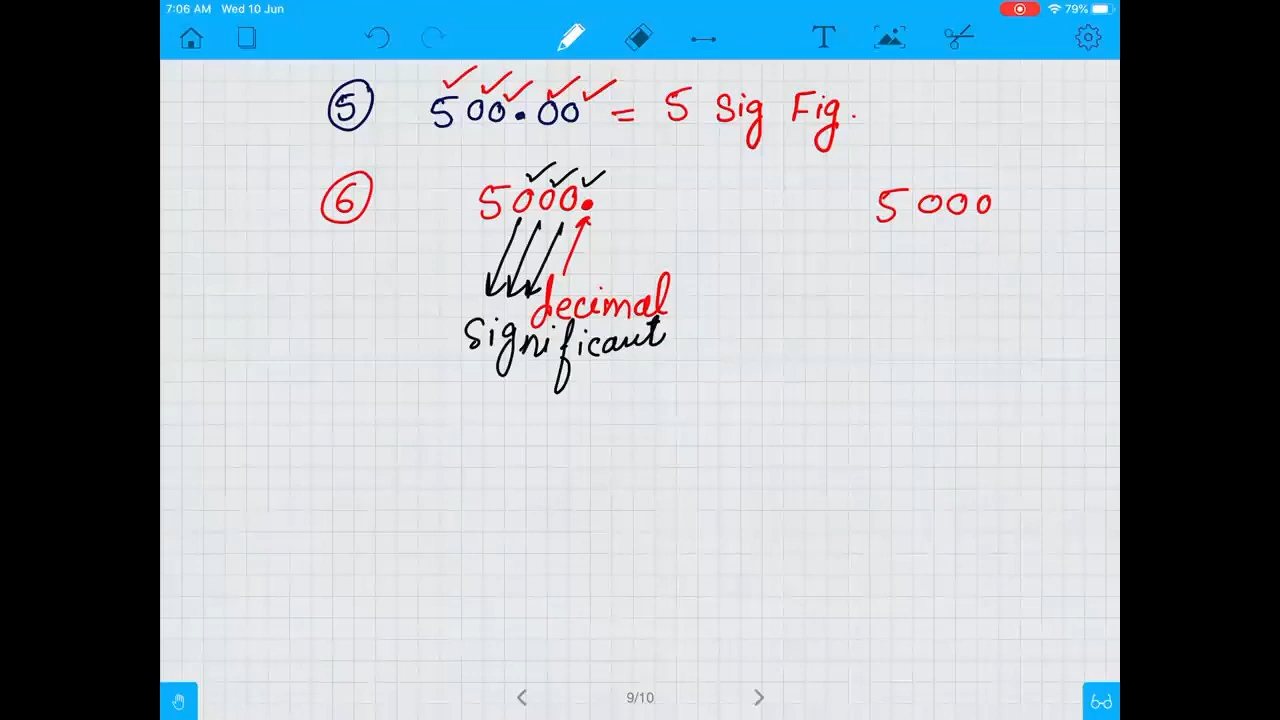 7:06 AM Wed 10 Jun 79%
T
5 500.00 = 5 Sig Fig.
6 5000. 5000
decimal
Significant
9/10